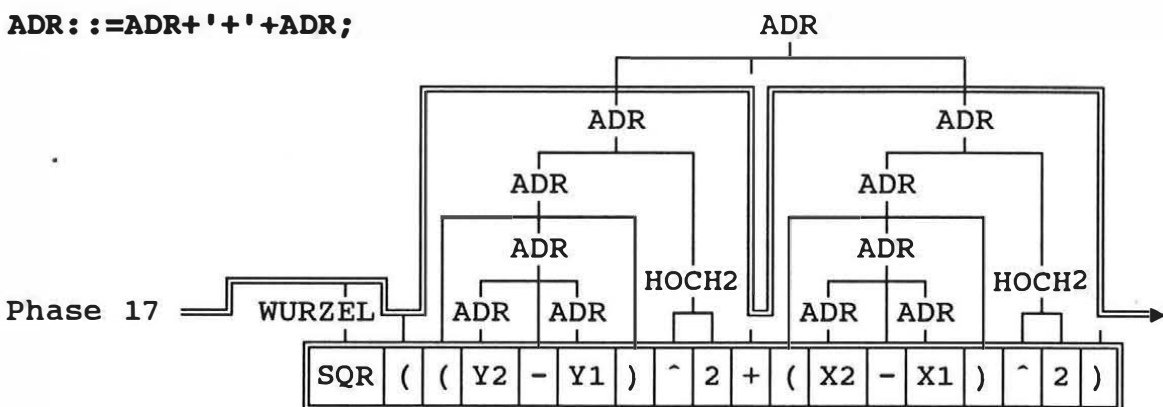 ADR::=ADR+'+'+ADR;
ADR
ADR ADR
ADR ADR
ADR ADR
HOCH2 HOCH2
Phase 17 WURZEL ADR ADR ADR ADR
SQR ( ( Y2 - Y1 ) ^ 2 + ( X2 - X1 ) ^ 2 )